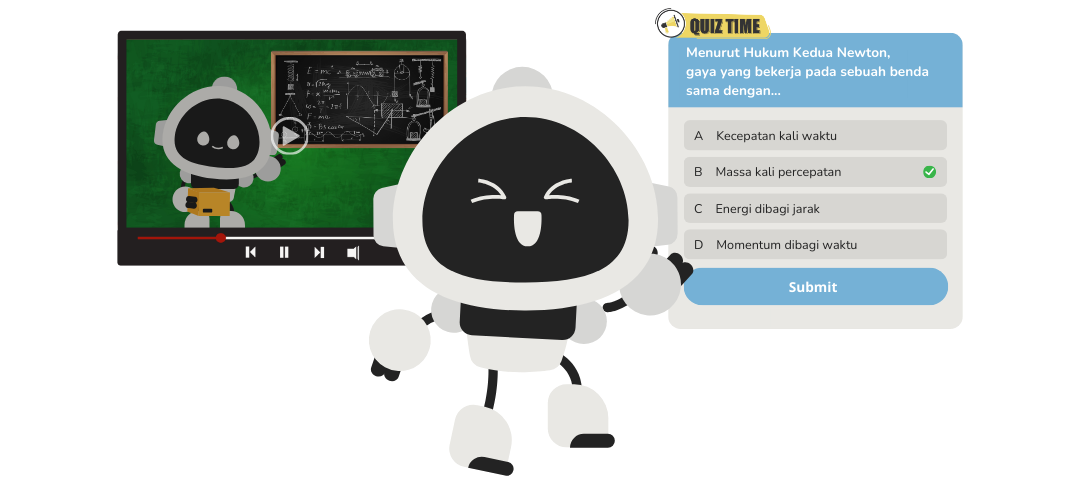 QUIZ TIME
Menurut Hukum Kedua Newton,
gaya yang bekerja pada sebuah benda
sama dengan...
A Kecepatan kali waktu
B Massa kali percepatan
C Energi dibagi jarak
D Momentum dibagi waktu
Submit